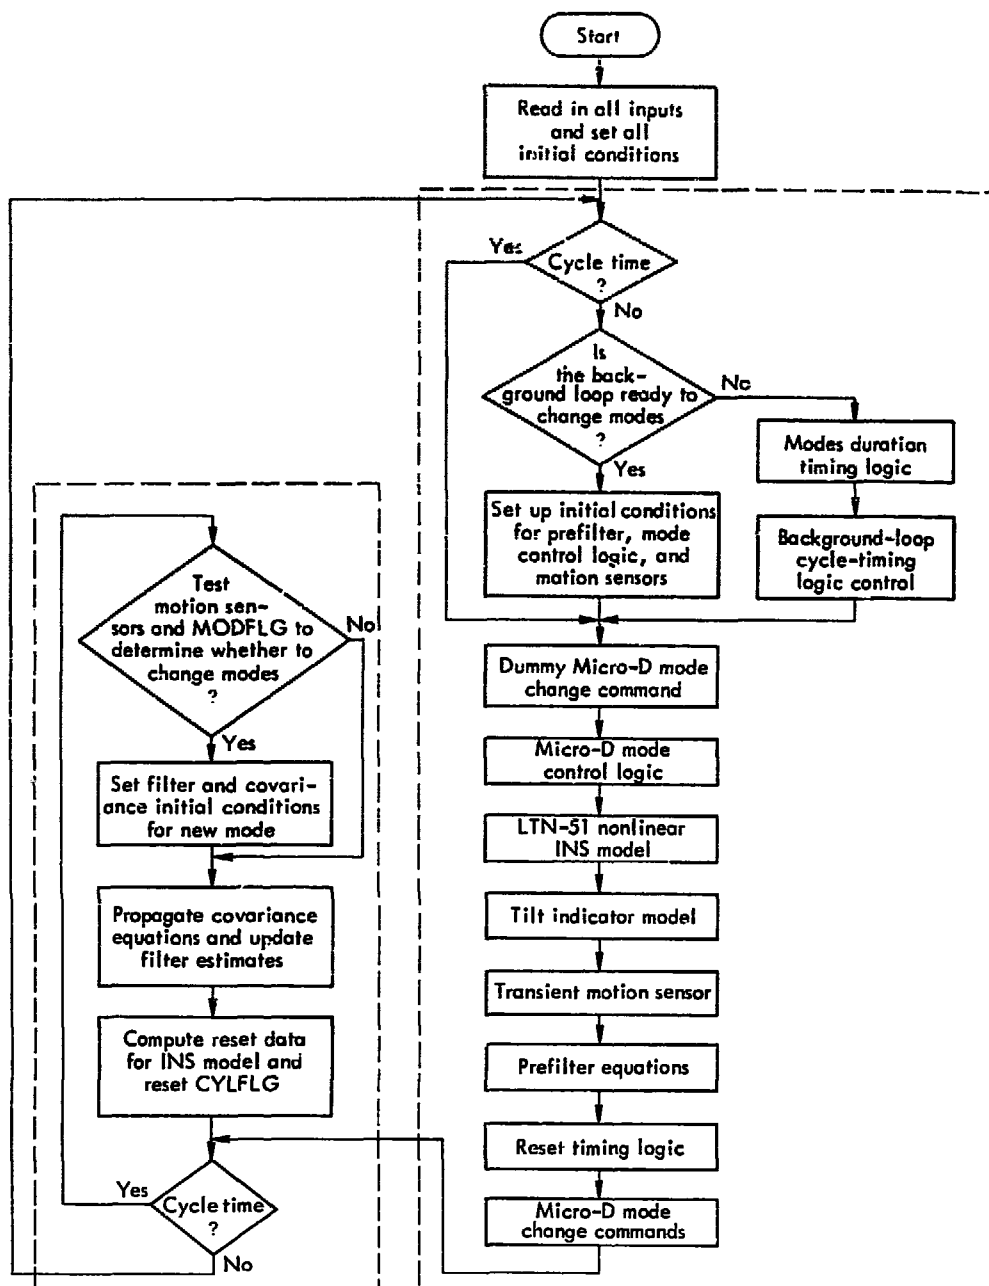 Start
Read in all inputs
and set all
initial conditions
Yes
Cycle time
?
No
Is
the back-
ground loop ready to
change modes
?
No
Yes
Modes duration
timing logic
Set up initial conditions
for prefilter, mode
control logic, and
motion sensors
Background-loop
cycle-timing
logic control
Dummy Micro-D mode
change command
Micro-D mode
control logic
LTN-51 nonlinear
INS model
Tilt indicator model
Transient motion sensor
Prefilter equations
Reset timing logic
Micro-D mode
change commands
Test
motion sen-
sors and MODFLG to
determine whether to
change modes
?
No
Yes
Set filter and covari-
ance initial conditions
for new mode
Propagate covariance
equations and update
filter estimates
Compute reset data
for INS model and
reset CYLFLG
Yes
Cycle time
?
No